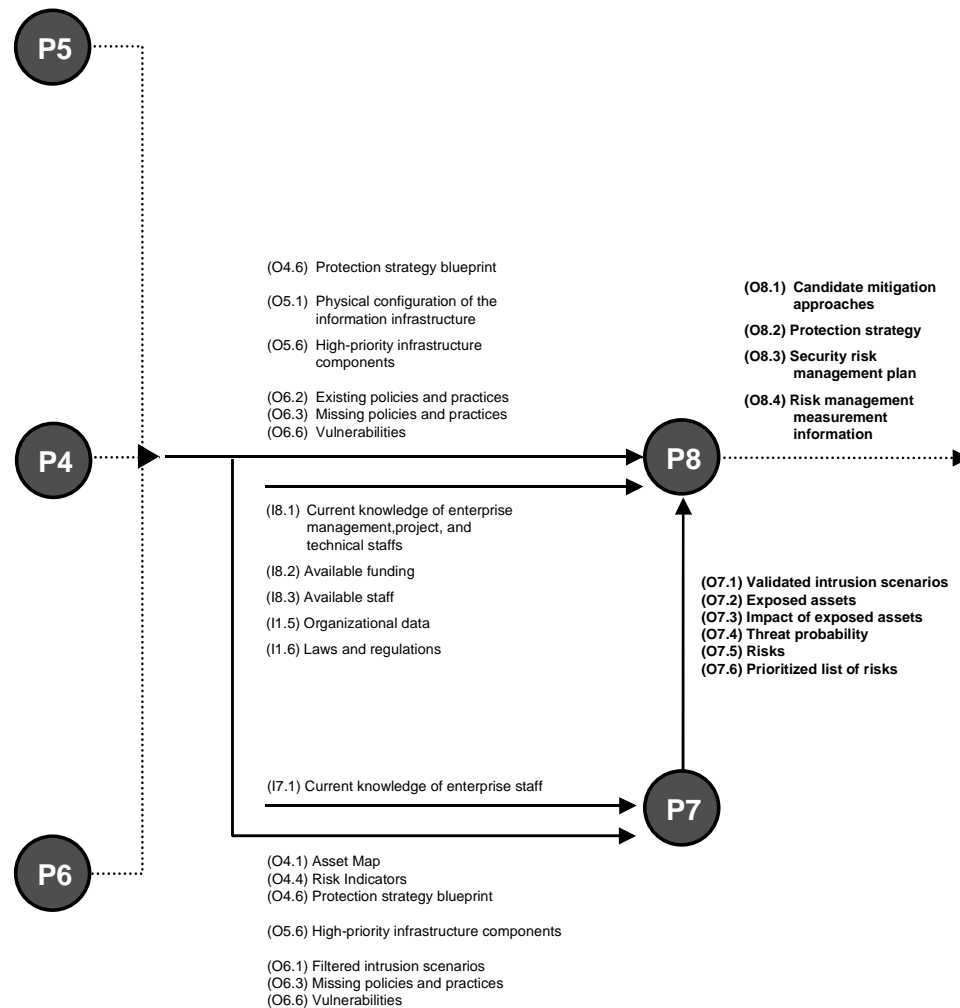 P5
(O4.6) Protection strategy blueprint
(O5.1) Physical configuration of the
information infrastructure
(O5.6) High-priority infrastructure
components
(O6.2) Existing policies and practices
(O6.3) Missing policies and practices
(O6.6) Vulnerabilities
(O8.1) Candidate mitigation
approaches
(O8.2) Protection strategy
(O8.3) Security risk
management plan
(O8.4) Risk management
measurement
information
P4
P8
(I8.1) Current knowledge of enterprise
management,project, and
technical staffs
(I8.2) Available funding
(I8.3) Available staff
(I1.5) Organizational data
(I1.6) Laws and regulations
(O7.1) Validated intrusion scenarios
(O7.2) Exposed assets
(O7.3) Impact of exposed assets
(O7.4) Threat probability
(O7.5) Risks
(O7.6) Prioritized list of risks
(I7.1) Current knowledge of enterprise staff
P7
P6
(O4.1) Asset Map
(O4.4) Risk Indicators
(O4.6) Protection strategy blueprint
(O5.6) High-priority infrastructure components
(O6.1) Filtered intrusion scenarios
(O6.3) Missing policies and practices
(O6.6) Vulnerabilities